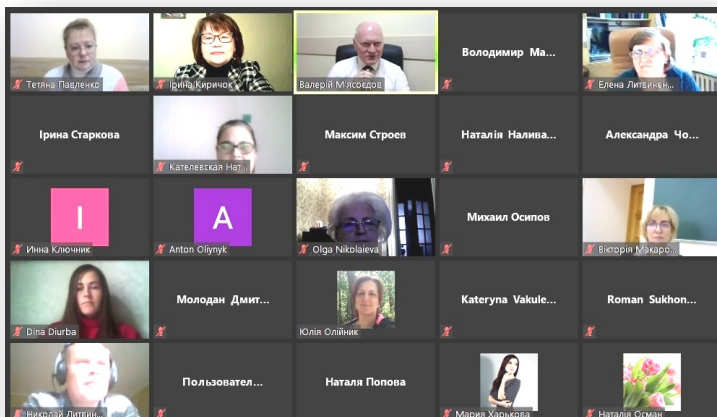 Тетяна Павленко
Ірина Киричок
Валерій М'ясоєдов
Володимир Ма...
Елена Литвинен...
Ірина Старкова
Кателевская Нат...
Максим Строев
Наталія Налива...
Александра Чо...
І
Инна Ключник
A
Anton Oliynyk
Olga Nikolaieva
Михаил Осипов
Вікторія Макаро...
Dina Diurba
Молодан Дмит...
Юлія Олійник
Kateryna Vakule...
Roman Sukhon...
Николай Литвин...
Пользовател...
Наталя Попова
Мария Харькова
Наталія Осман